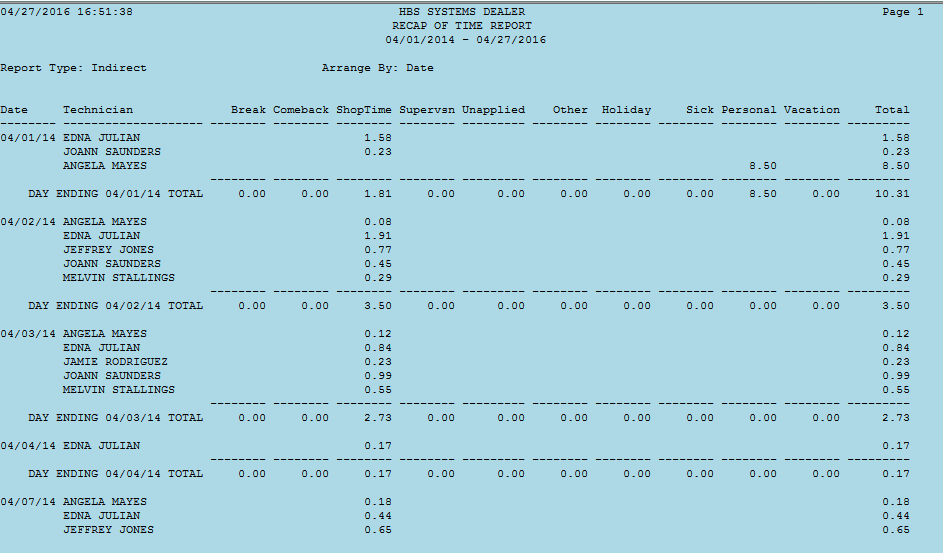 04/27/2016 16:51:38 HBS SYSTEMS DEALER Page 1
RECAP OF TIME REPORT
04/01/2014 - 04/27/2016
Report Type: Indirect Arrange By: Date
Date Technician Break Comeback ShopTime Supervsn Unapplied Other Holiday Sick Personal Vacation Total
-------- -------------------- -------- -------- -------- -------- --------- -------- -------- -------- -------- -------- ---------
04/01/14 EDNA JULIAN 1.58 1.58
JOANN SAUNDERS 0.23 0.23
ANGELA MAYES 8.50 8.50
-------- -------- -------- -------- --------- -------- -------- -------- -------- -------- ---------
DAY ENDING 04/01/14 TOTAL 0.00 0.00 1.81 0.00 0.00 0.00 0.00 0.00 8.50 0.00 10.31
04/02/14 ANGELA MAYES 0.08 0.08
EDNA JULIAN 1.91 1.91
JEFFREY JONES 0.77 0.77
JOANN SAUNDERS 0.45 0.45
MELVIN STALLINGS 0.29 0.29
-------- -------- -------- -------- --------- -------- -------- -------- -------- -------- ---------
DAY ENDING 04/02/14 TOTAL 0.00 0.00 3.50 0.00 0.00 0.00 0.00 0.00 0.00 0.00 3.50
04/03/14 ANGELA MAYES 0.12 0.12
EDNA JULIAN 0.84 0.84
JAMIE RODRIGUEZ 0.23 0.23
JOANN SAUNDERS 0.99 0.99
MELVIN STALLINGS 0.55 0.55
-------- -------- -------- -------- --------- -------- -------- -------- -------- -------- ---------
DAY ENDING 04/03/14 TOTAL 0.00 0.00 2.73 0.00 0.00 0.00 0.00 0.00 0.00 0.00 2.73
04/04/14 EDNA JULIAN 0.17 0.17
-------- -------- -------- -------- --------- -------- -------- -------- -------- -------- ---------
DAY ENDING 04/04/14 TOTAL 0.00 0.00 0.17 0.00 0.00 0.00 0.00 0.00 0.00 0.00 0.17
04/07/14 ANGELA MAYES 0.18 0.18
EDNA JULIAN 0.44 0.44
JEFFREY JONES 0.65 0.65